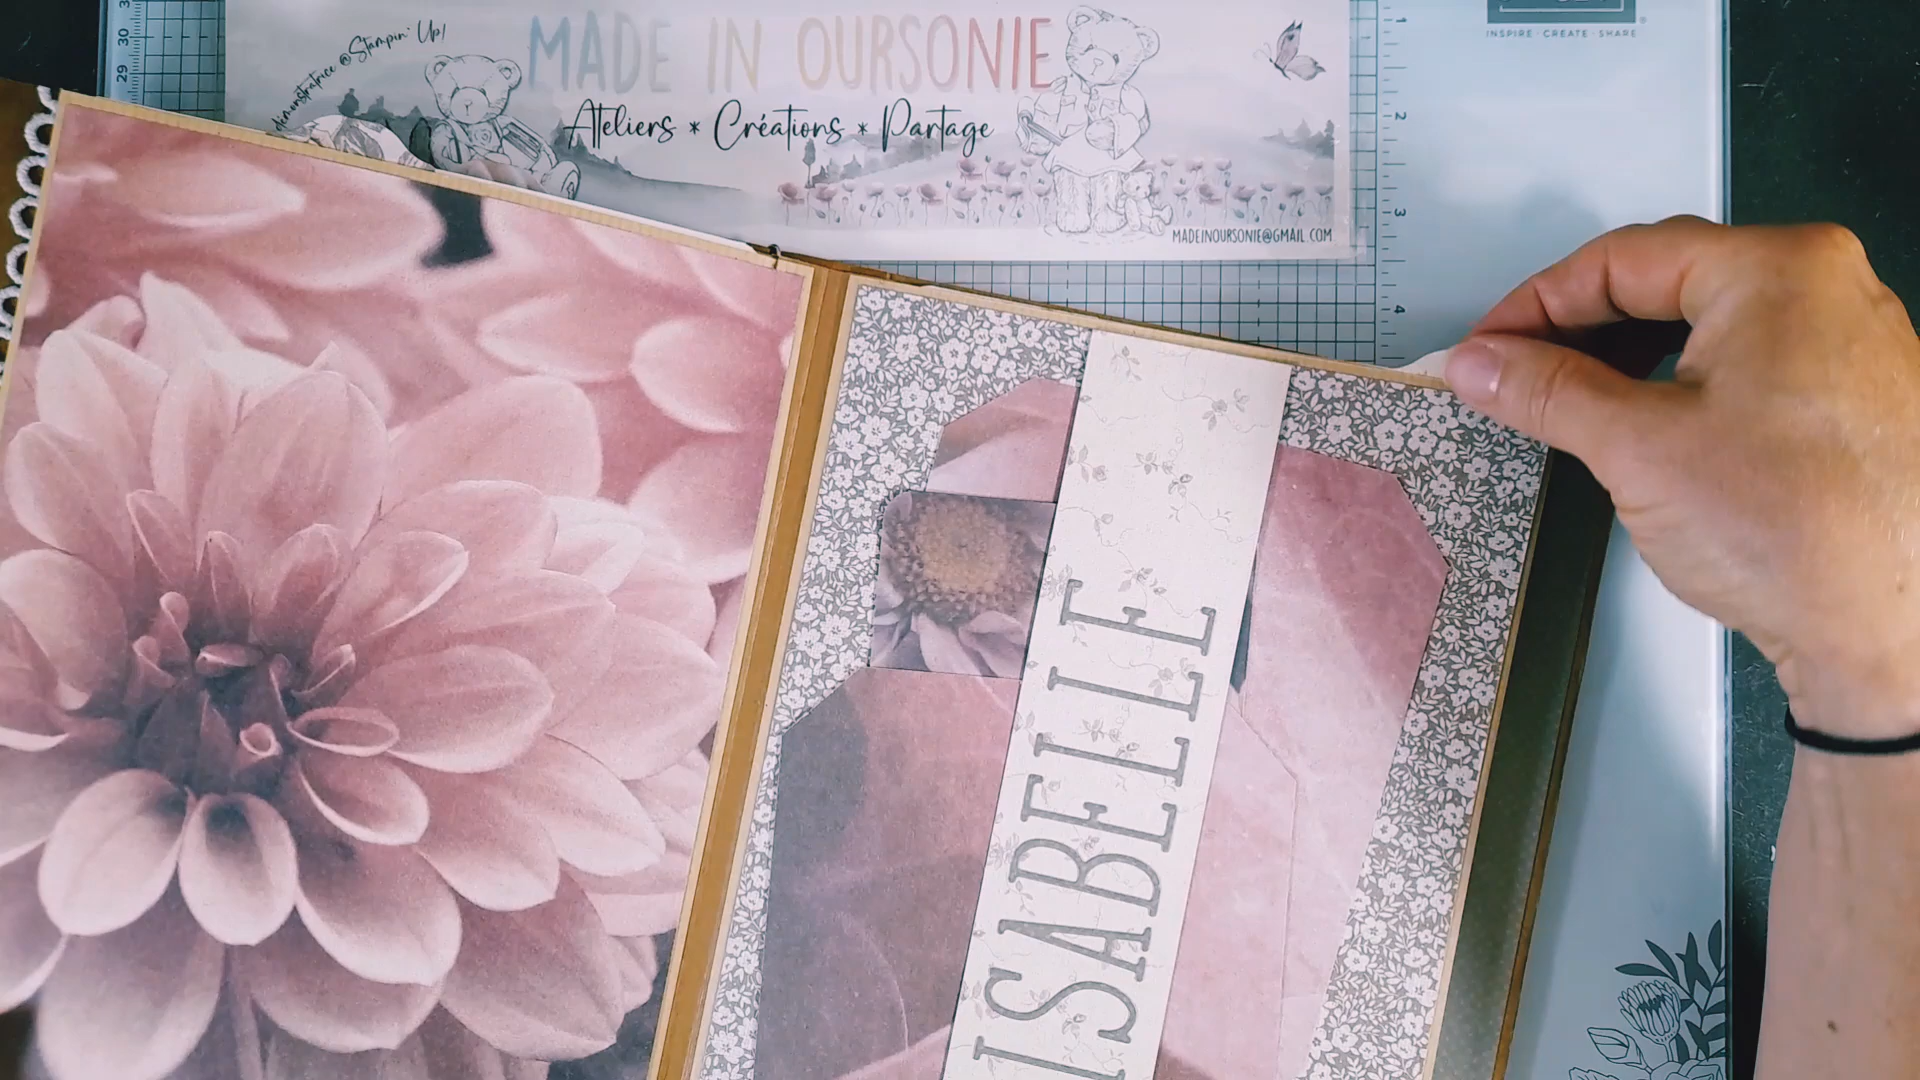 démonstratrice @Stampin' Up!
MADE IN OURSONIE
Ateliers * Créations * Partage
MADEINOURSONIE@GMAIL.COM
INSPIRE · CREATE · SHARE
30
29
1
2
3
4
ISABELLE